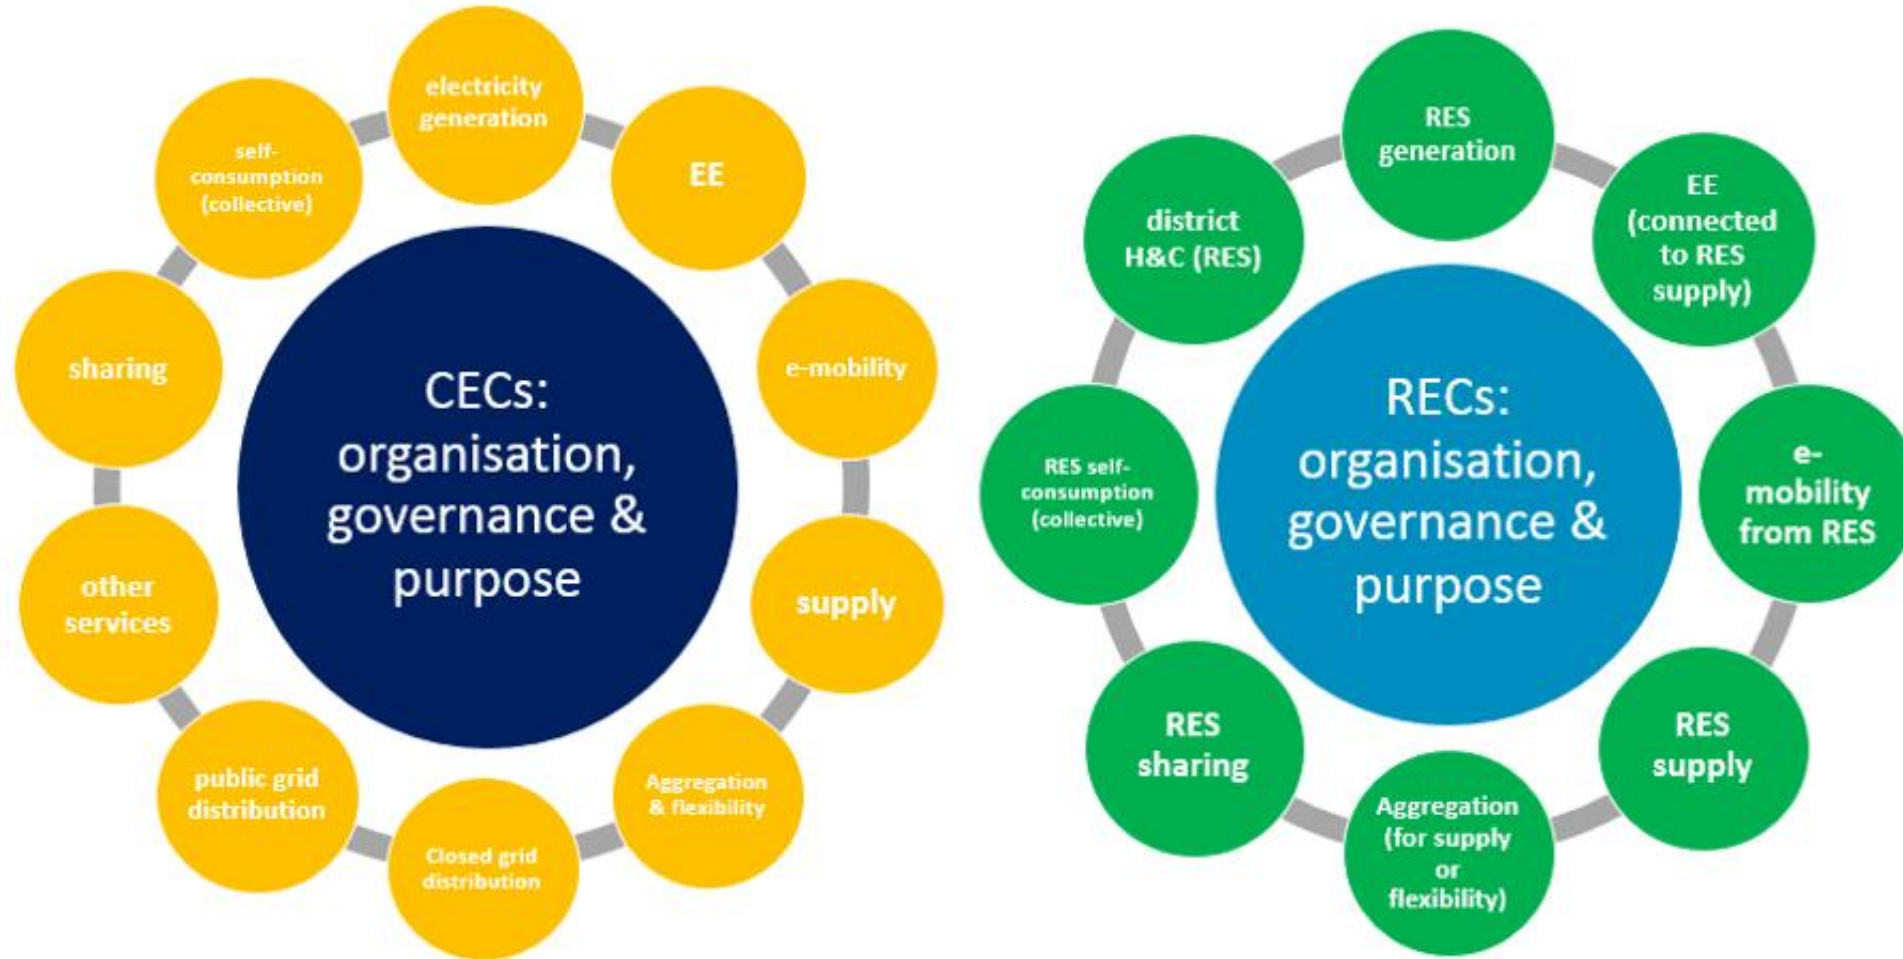 electricity
generation
EE
e-mobility
supply
Aggregation
& flexibility
Closed grid
distribution
public grid
distribution
other
services
sharing
self-
consumption
(collective)
CECs:
organisation,
governance &
purpose
RES
generation
EE
(connected
to RES
supply)
e-
mobility
from RES
RES
supply
Aggregation
(for supply
or
flexibility)
RES
sharing
RES self-
consumption
(collective)
district
H&C (RES)
RECs:
organisation,
governance &
purpose